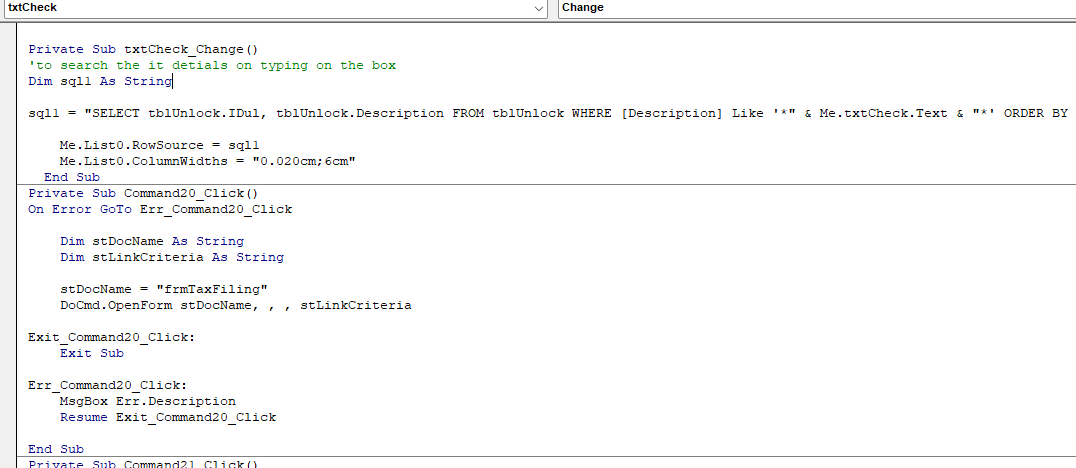 txtCheck
Change
Private Sub txtCheck_Change()
'to search the it detials on typing on the box
Dim sqll As String
sqll = "SELECT tblUnlock.IDul, tblUnlock.Description FROM tblUnlock WHERE [Description] Like '*" & Me.txtCheck.Text & "*' ORDER BY
Me.List0.RowSource = sqll
Me.List0.ColumnWidths = "0.020cm;6cm"
End Sub
Private Sub Command20_Click()
On Error GoTo Err_Command20_Click
Dim stDocName As String
Dim stLinkCriteria As String
stDocName = "frmTaxFiling"
DoCmd.OpenForm stDocName, , , stLinkCriteria
Exit_Command20_Click:
Exit Sub
Err_Command20_Click:
MsgBox Err.Description
Resume Exit_Command20_Click
End Sub
Private Sub Command21_Click()